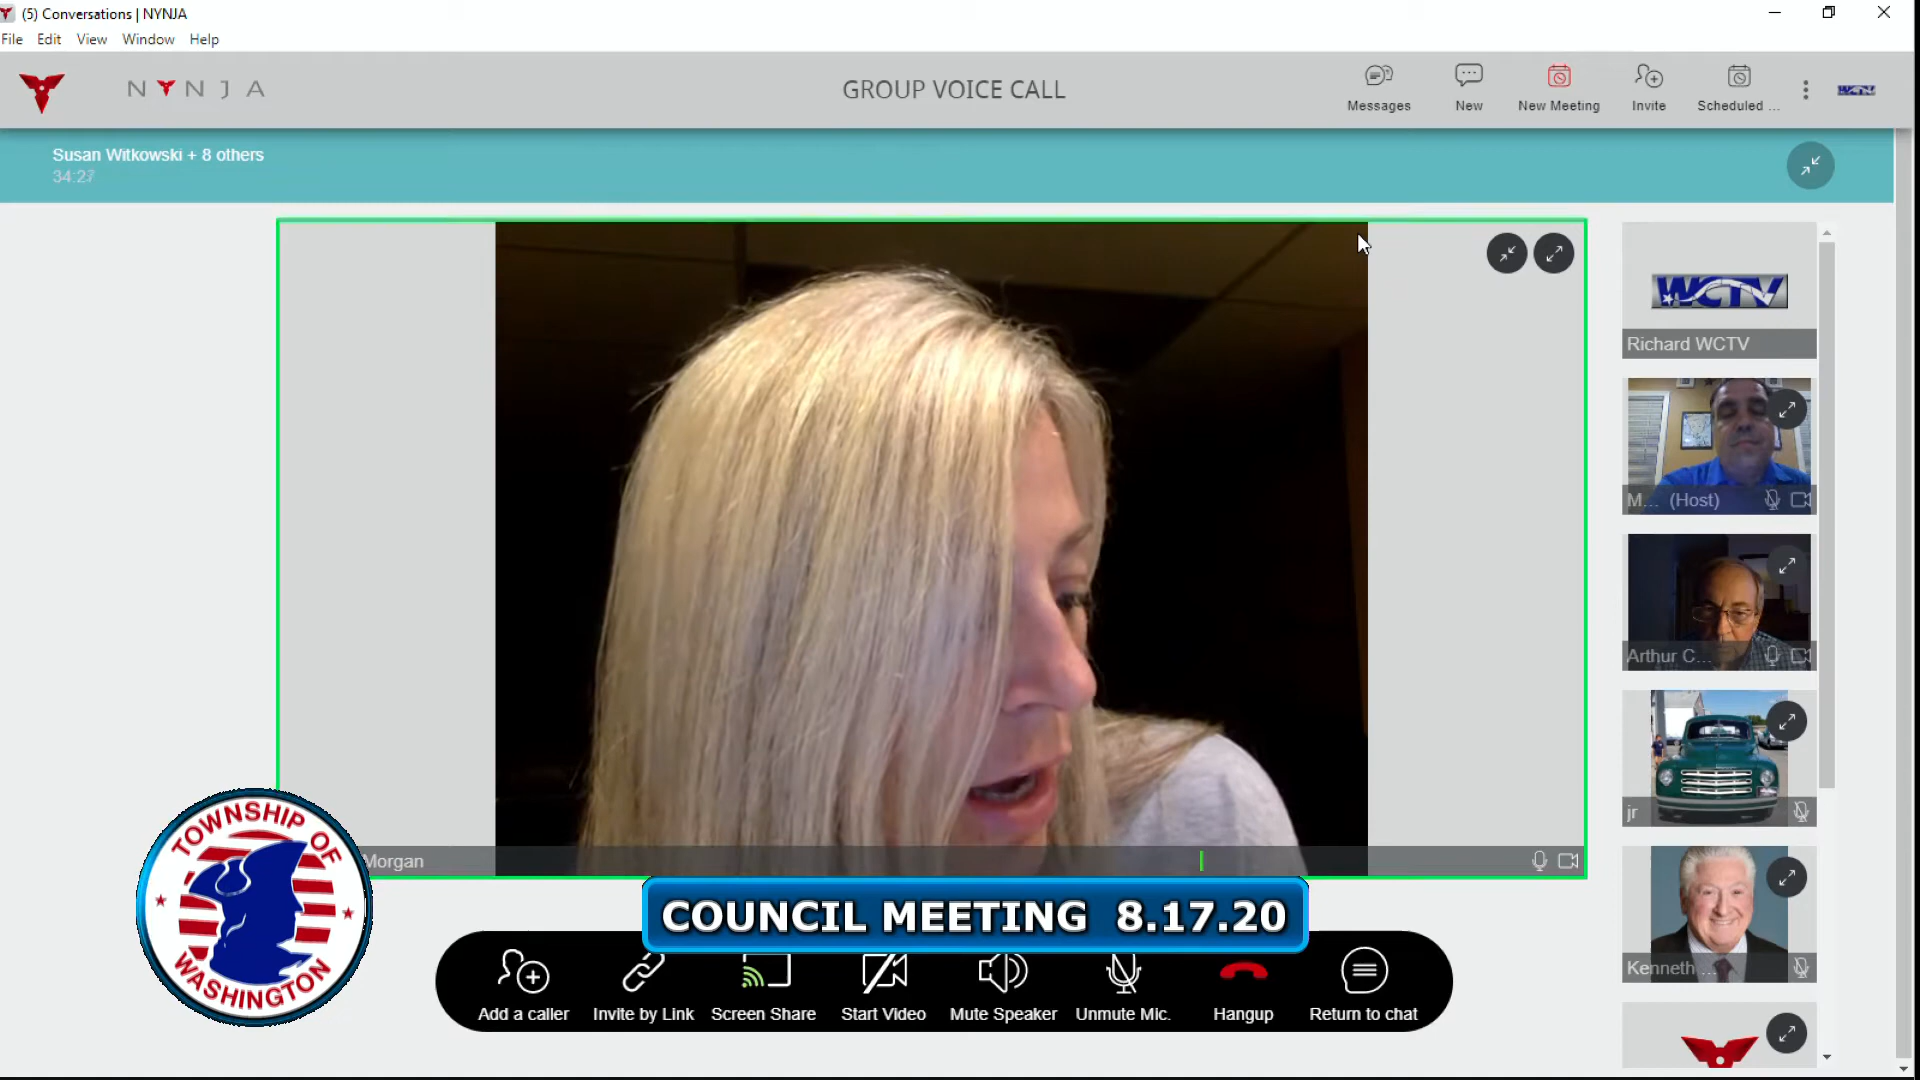 (5) Conversations | NYNJA
File Edit View Window Help
NYNJA
GROUP VOICE CALL
Messages
New
New Meeting
Invite
Scheduled ...
WCTV
Susan Witkowski + 8 others
34:27
WCTV
Richard WCTV
M... (Host)
Arthur C...
jr
Kenneth ...
Morgan
TOWNSHIP OF
WASHINGTON
COUNCIL MEETING 8.17.20
Add a caller
Invite by Link
Screen Share
Start Video
Mute Speaker
Unmute Mic.
Hangup
Return to chat